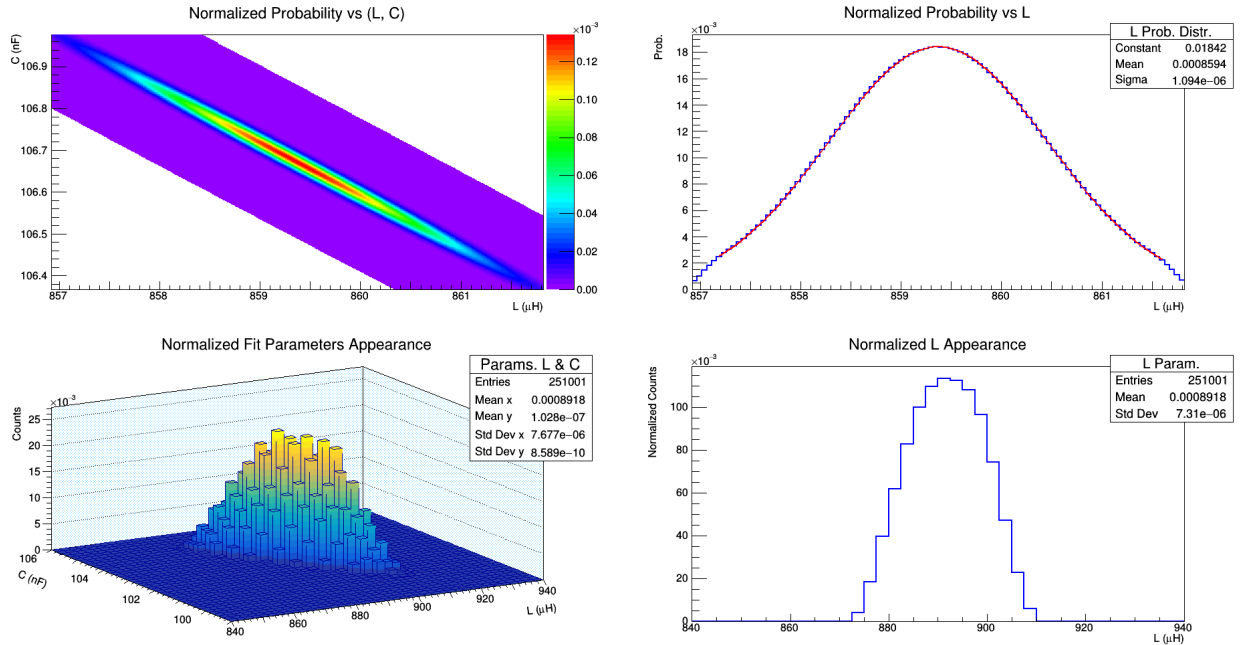 Normalized Probability vs (L, C)
×10⁻³
C (nF)
106.9
106.8
106.7
106.6
106.5
106.4
857
858
859
860
861
L (μH)
0.14
0.12
0.10
0.08
0.06
0.04
0.02
0.00
Normalized Probability vs L
×10⁻³
Prob.
18
16
14
12
10
8
6
4
2
0
857
858
859
860
861
L (μH)
L Prob. Distr.
Constant 0.01842
Mean 0.0008594
Sigma 1.094e−06
Normalized Fit Parameters Appearance
×10⁻³
Counts
25
20
15
10
5
0
106
104
102
100
C (nF)
840
860
880
900
920
940
L (μH)
Params. L & C
Entries 251001
Mean x 0.0008918
Mean y 1.028e−07
Std Dev x 7.677e−06
Std Dev y 8.589e−10
Normalized L Appearance
×10⁻³
Normalized Counts
100
80
60
40
20
0
840
860
880
900
920
940
L (μH)
L Param.
Entries 251001
Mean 0.0008918
Std Dev 7.31e−06